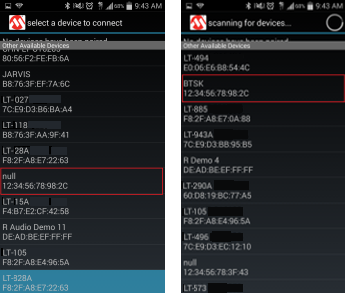 9:43 AM
select a device to connect
No devices have been paired
Other Available Devices
80:56:F2:FE:FB:6A
JARVIS
B8:76:3F:EF:7A:6C
LT-027
7C:E9:D3:B6:BA:A4
LT-118
B8:76:3F:AA:9F:41
LT-28A
F8:2F:A8:E7:22:63
null
12:34:56:78:98:2C
LT-15A
F4:B7:E2:CF:42:58
R Audio Demo 11
DE:AD:BE:EF:FF:FF
LT-105
F8:2F:A8:E4:96:5A
LT-828A
F8:2F:A8:E7:22:63
9:43 AM
scanning for devices...
No devices have been paired
Other Available Devices
LT-494
E0:06:E6:B8:54:4C
BTSK
12:34:56:78:98:2C
LT-885
F8:2F:A8:E7:0A:88
LT-943A
7C:E9:D3:BB:95:B5
R Demo 4
DE:AD:BE:EF:FF:FF
LT-290A
60:D8:19:BC:77:A5
LT-105
F8:2F:A8:E4:96:5A
LT-496
7C:E9:D3:EC:12:10
null
12:34:56:78:3F:43
LT-573